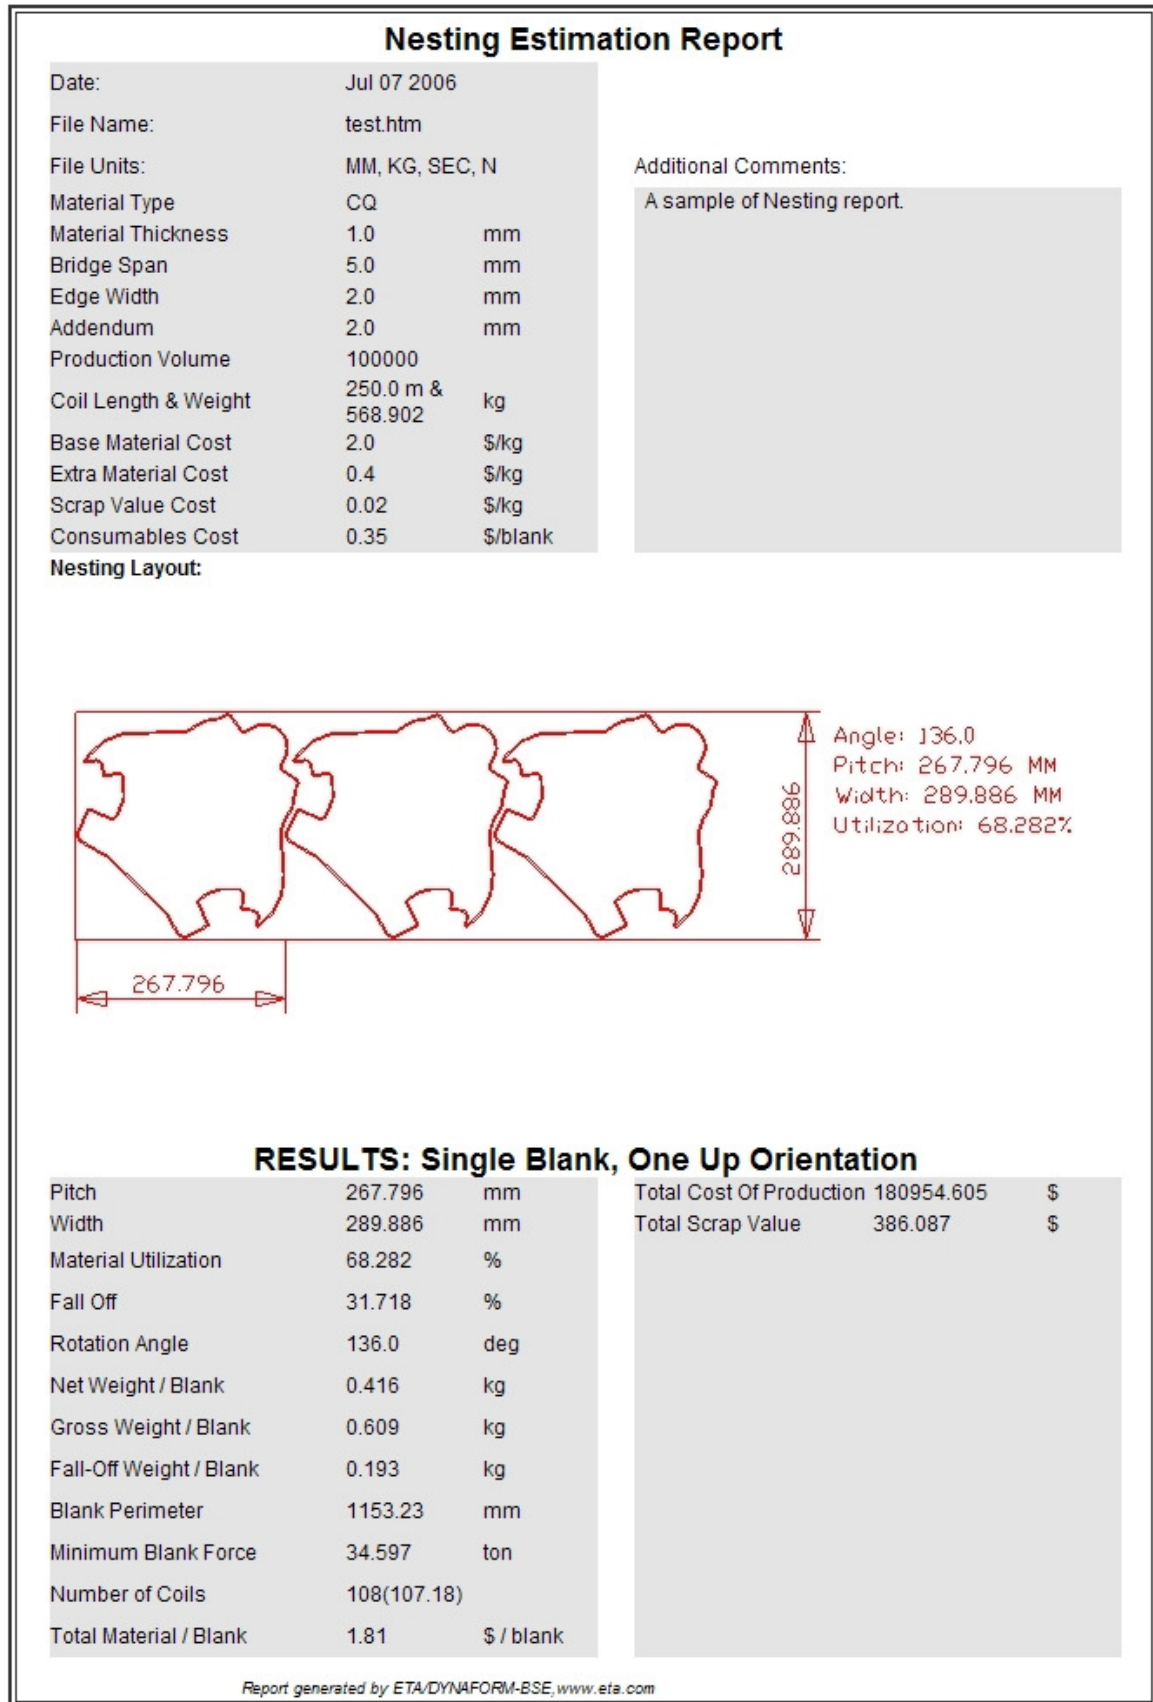 Nesting Estimation Report
Date: Jul 07 2006
File Name: test.htm
File Units: MM, KG, SEC, N
Additional Comments:
Material Type CQ
A sample of Nesting report.
Material Thickness 1.0 mm
Bridge Span 5.0 mm
Edge Width 2.0 mm
Addendum 2.0 mm
Production Volume 100000
Coil Length & Weight 250.0 m & 568.902 kg
Base Material Cost 2.0 $/kg
Extra Material Cost 0.4 $/kg
Scrap Value Cost 0.02 $/kg
Consumables Cost 0.35 $/blank
Nesting Layout:
Angle: 136.0
Pitch: 267.796 MM
Width: 289.886 MM
Utilization: 68.282%
289.886
267.796
RESULTS: Single Blank, One Up Orientation
Pitch 267.796 mm
Width 289.886 mm
Material Utilization 68.282 %
Fall Off 31.718 %
Rotation Angle 136.0 deg
Net Weight / Blank 0.416 kg
Gross Weight / Blank 0.609 kg
Fall-Off Weight / Blank 0.193 kg
Blank Perimeter 1153.23 mm
Minimum Blank Force 34.597 ton
Number of Coils 108(107.18)
Total Material / Blank 1.81 $ / blank
Total Cost Of Production 180954.605 $
Total Scrap Value 386.087 $
Report generated by ETA/DYNAFORM-BSE,www.eta.com